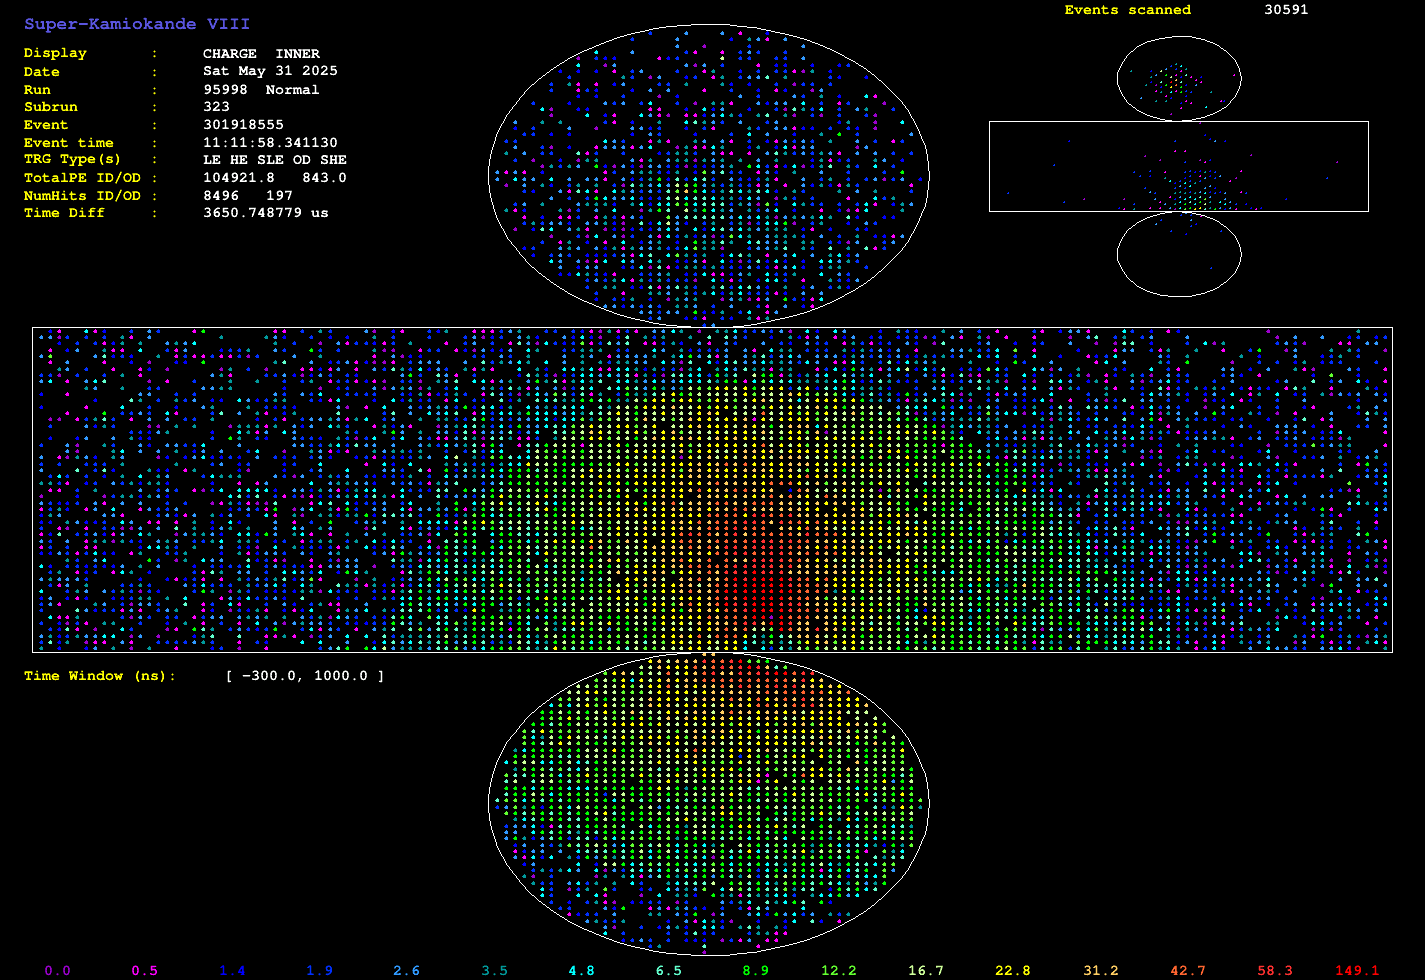 Super-Kamiokande VIII
Events scanned 30591
Display : CHARGE INNER
Date : Sat May 31 2025
Run : 95998 Normal
Subrun : 323
Event : 301918555
Event time : 11:11:58.341130
TRG Type(s) : LE HE SLE OD SHE
TotalPE ID/OD : 104921.8 843.0
NumHits ID/OD : 8496 197
Time Diff : 3650.748779 us
Time Window (ns): [ -300.0, 1000.0 ]
0.0 0.5 1.4 1.9 2.6 3.5 4.8 6.5 8.9 12.2 16.7 22.8 31.2 42.7 58.3 149.1